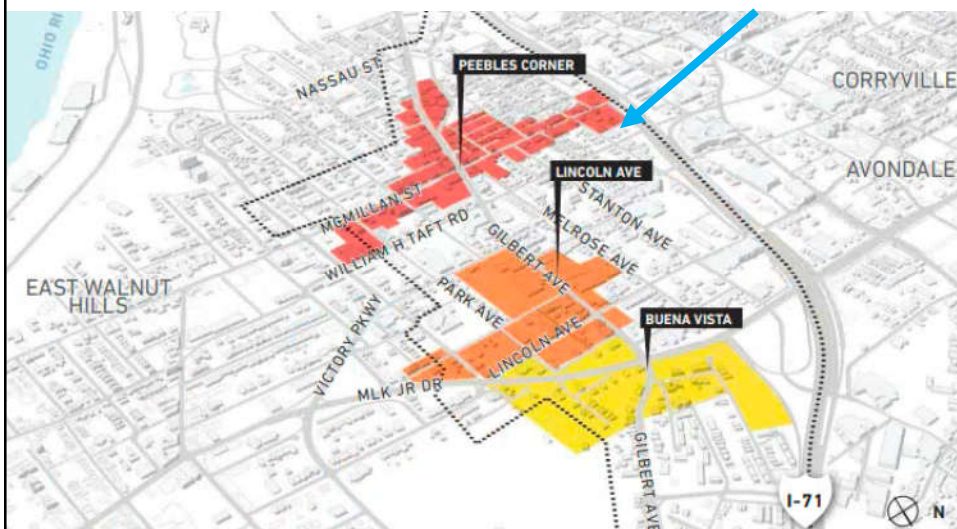 OHIO RI
NASSAU ST
PEEBLES CORNER
CORRYVILLE
AVONDALE
LINCOLN AVE
STANTON AVE
MELROSE AVE
MCMILLAN ST
WILLIAM H TAFT RD
GILBERT AVE
EAST WALNUT
HILLS
PARK AVE
BUENA VISTA
VICTORY PKWY
LINCOLN AVE
MLK JR DR
GILBERT AVE
I-71
N